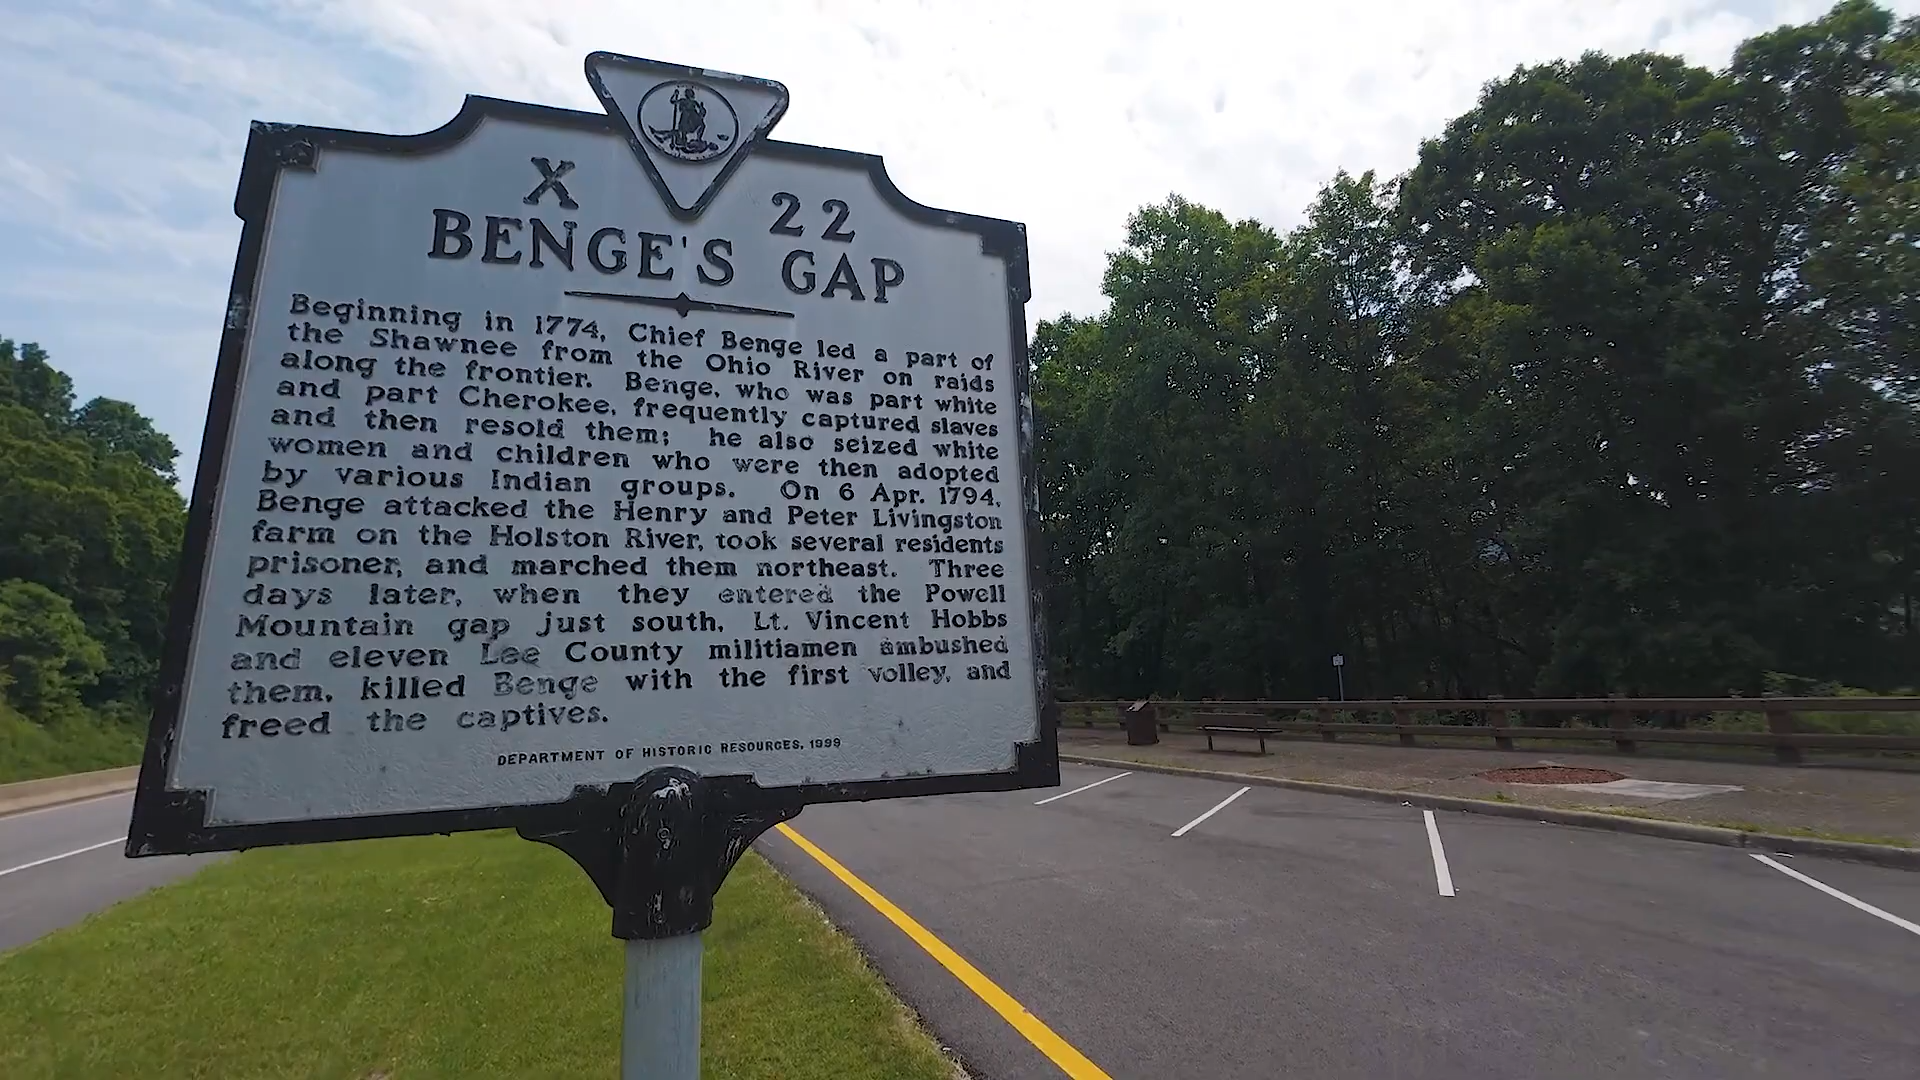 X 22
BENGE'S GAP
Beginning in 1774, Chief Benge led a part of
the Shawnee from the Ohio River on raids
along the frontier. Benge, who was part white
and part Cherokee, frequently captured slaves
and then resold them; he also seized white
women and children who were then adopted
by various Indian groups. On 6 Apr. 1794,
Benge attacked the Henry and Peter Livingston
farm on the Holston River, took several residents
prisoner, and marched them northeast. Three
days later, when they entered the Powell
Mountain gap just south, Lt. Vincent Hobbs
and eleven Lee County militiamen ambushed
them, killed Benge with the first volley, and
freed the captives.
DEPARTMENT OF HISTORIC RESOURCES, 1999